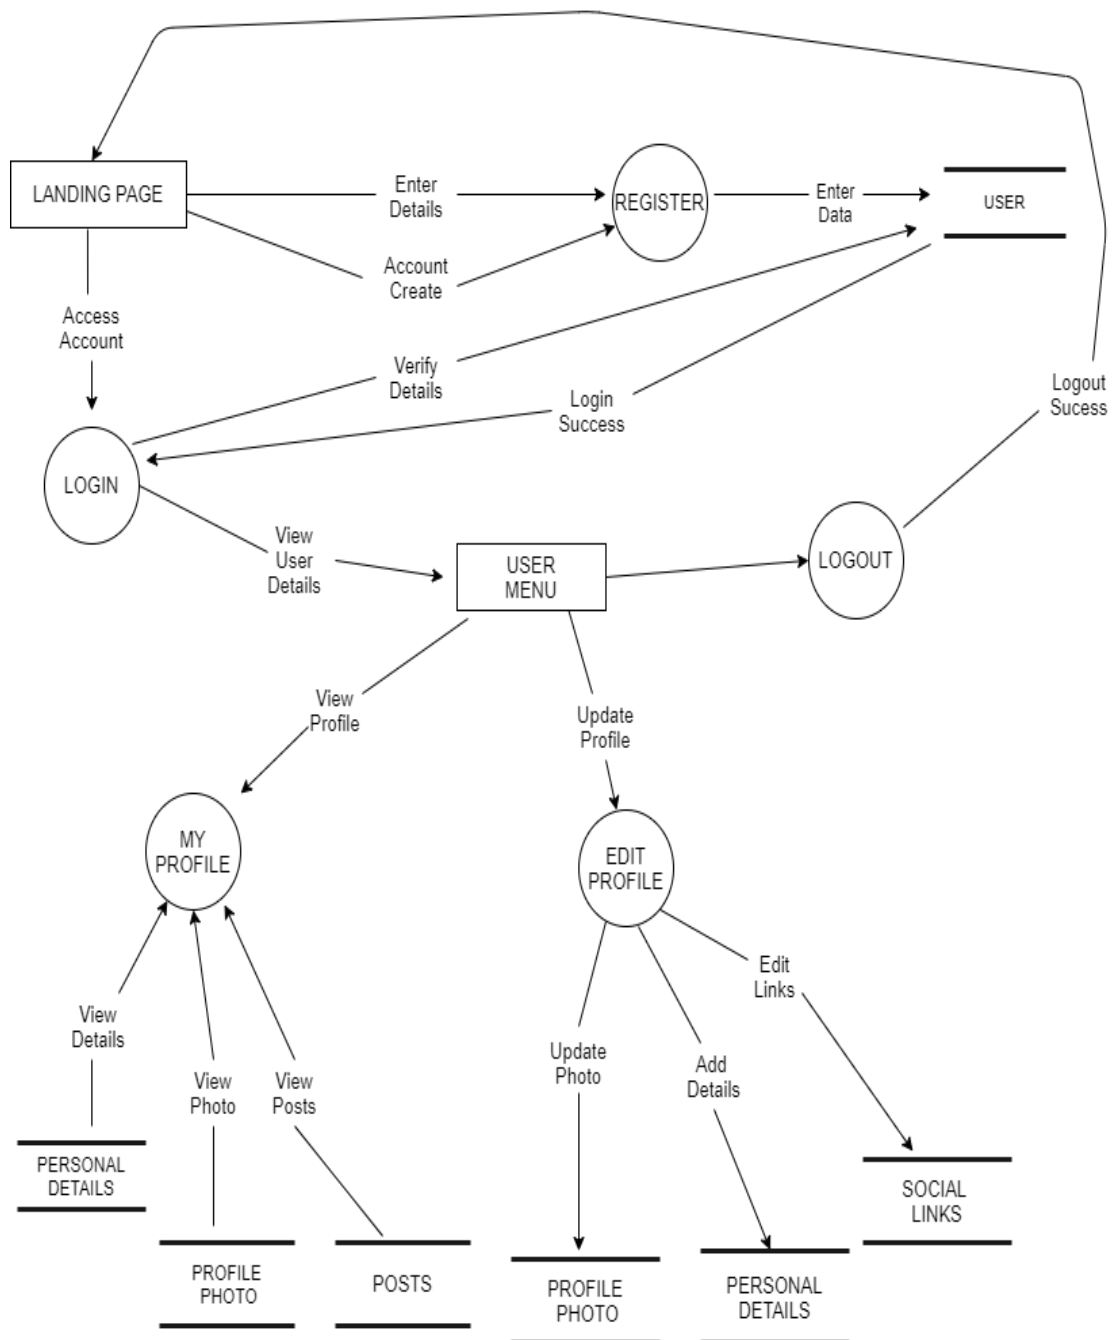 LANDING PAGE
Enter
Details
REGISTER
Enter
Data
USER
Account
Create
Access
Account
Verify
Details
Login
Success
Logout
Sucess
LOGIN
View
User
Details
USER
MENU
LOGOUT
View
Profile
Update
Profile
MY
PROFILE
EDIT
PROFILE
View
Details
View
Photo
View
Posts
Update
Photo
Add
Details
Edit
Links
PERSONAL
DETAILS
PROFILE
PHOTO
POSTS
PROFILE
PHOTO
PERSONAL
DETAILS
SOCIAL
LINKS